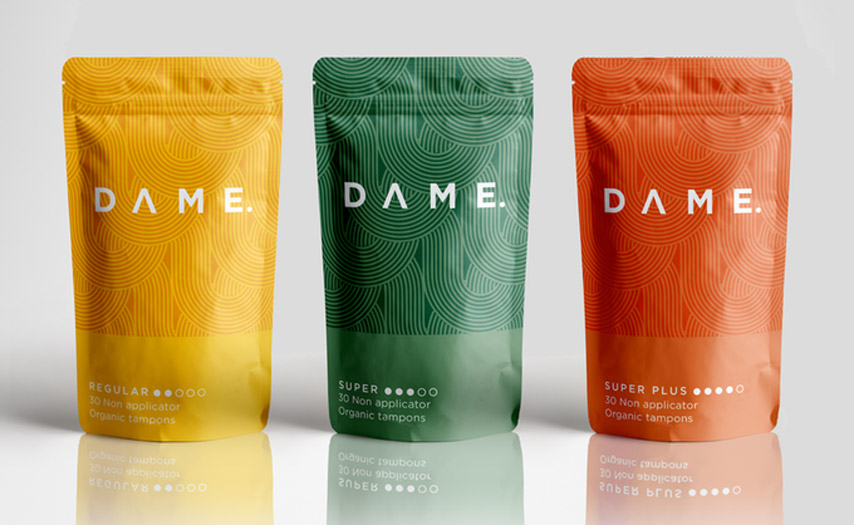 DAME.
REGULAR ●●○○○
30 Non applicator
Organic tampons
DAME.
SUPER ●●●○○
30 Non applicator
Organic tampons
DAME.
SUPER PLUS ●●●●○
30 Non applicator
Organic tampons